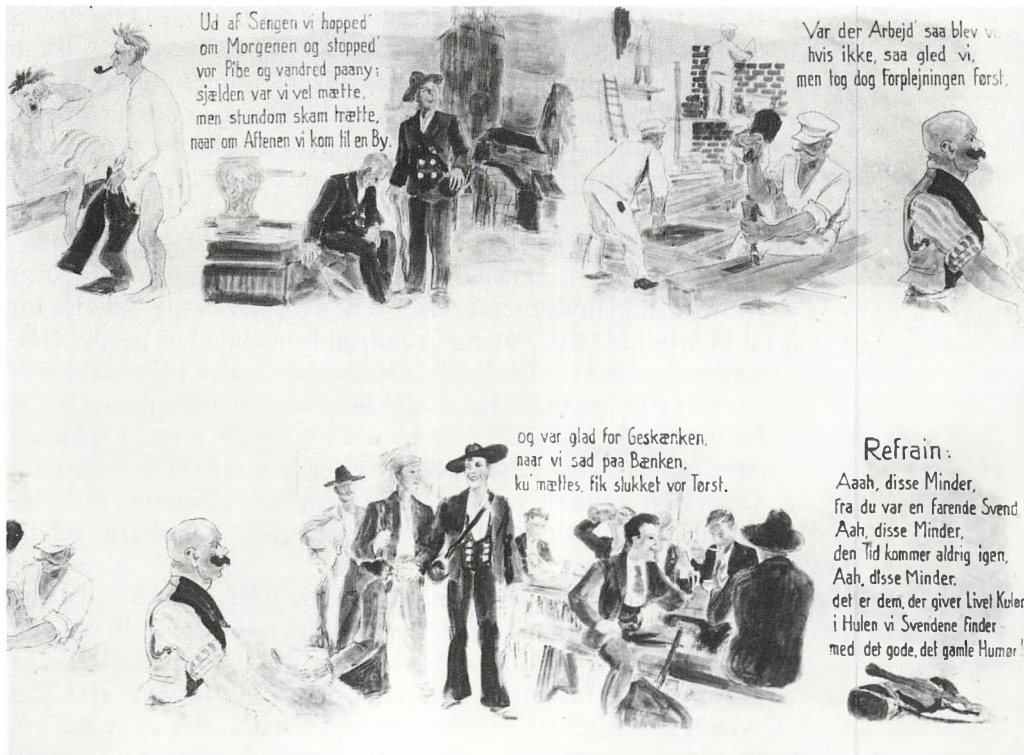 Ud af Sengen vi hopped'
om Morgenen og stopped'
vor Pibe og vandred paany;
sjælden var vi vel mætte,
men stundom skam trætte,
naar om Aftenen vi kom til en By.
Var der Arbejd' saa blev vi
hvis ikke, saa gled vi,
men tog dog Forplejningen først,
og var glad for Geskænken,
naar vi sad paa Bænken,
ku' mættes, fik slukket vor Tørst.
Refrain:
Aaah, disse Minder,
fra du var en farende Svend
Aah, disse Minder,
den Tid kommer aldrig igen,
Aah, disse Minder,
det er dem, der giver Livet Kulør
i Hulen vi Svendene finder
med det gode, det gamle Humør!